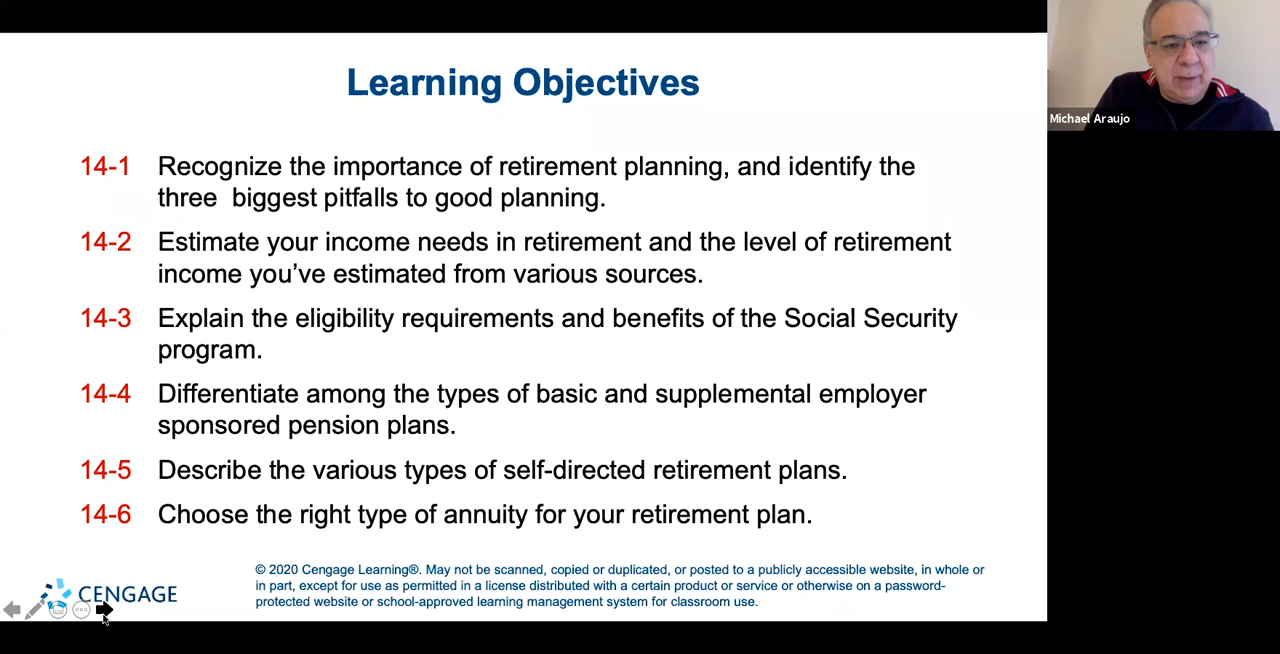 Learning Objectives
14-1 Recognize the importance of retirement planning, and identify the
three  biggest pitfalls to good planning.
14-2 Estimate your income needs in retirement and the level of retirement
income you’ve estimated from various sources.
14-3 Explain the eligibility requirements and benefits of the Social Security
program.
14-4 Differentiate among the types of basic and supplemental employer
sponsored pension plans.
14-5 Describe the various types of self-directed retirement plans.
14-6 Choose the right type of annuity for your retirement plan.
CENGAGE
© 2020 Cengage Learning®. May not be scanned, copied or duplicated, or posted to a publicly accessible website, in whole or
in part, except for use as permitted in a license distributed with a certain product or service or otherwise on a password-
protected website or school-approved learning management system for classroom use.
Michael Araujo